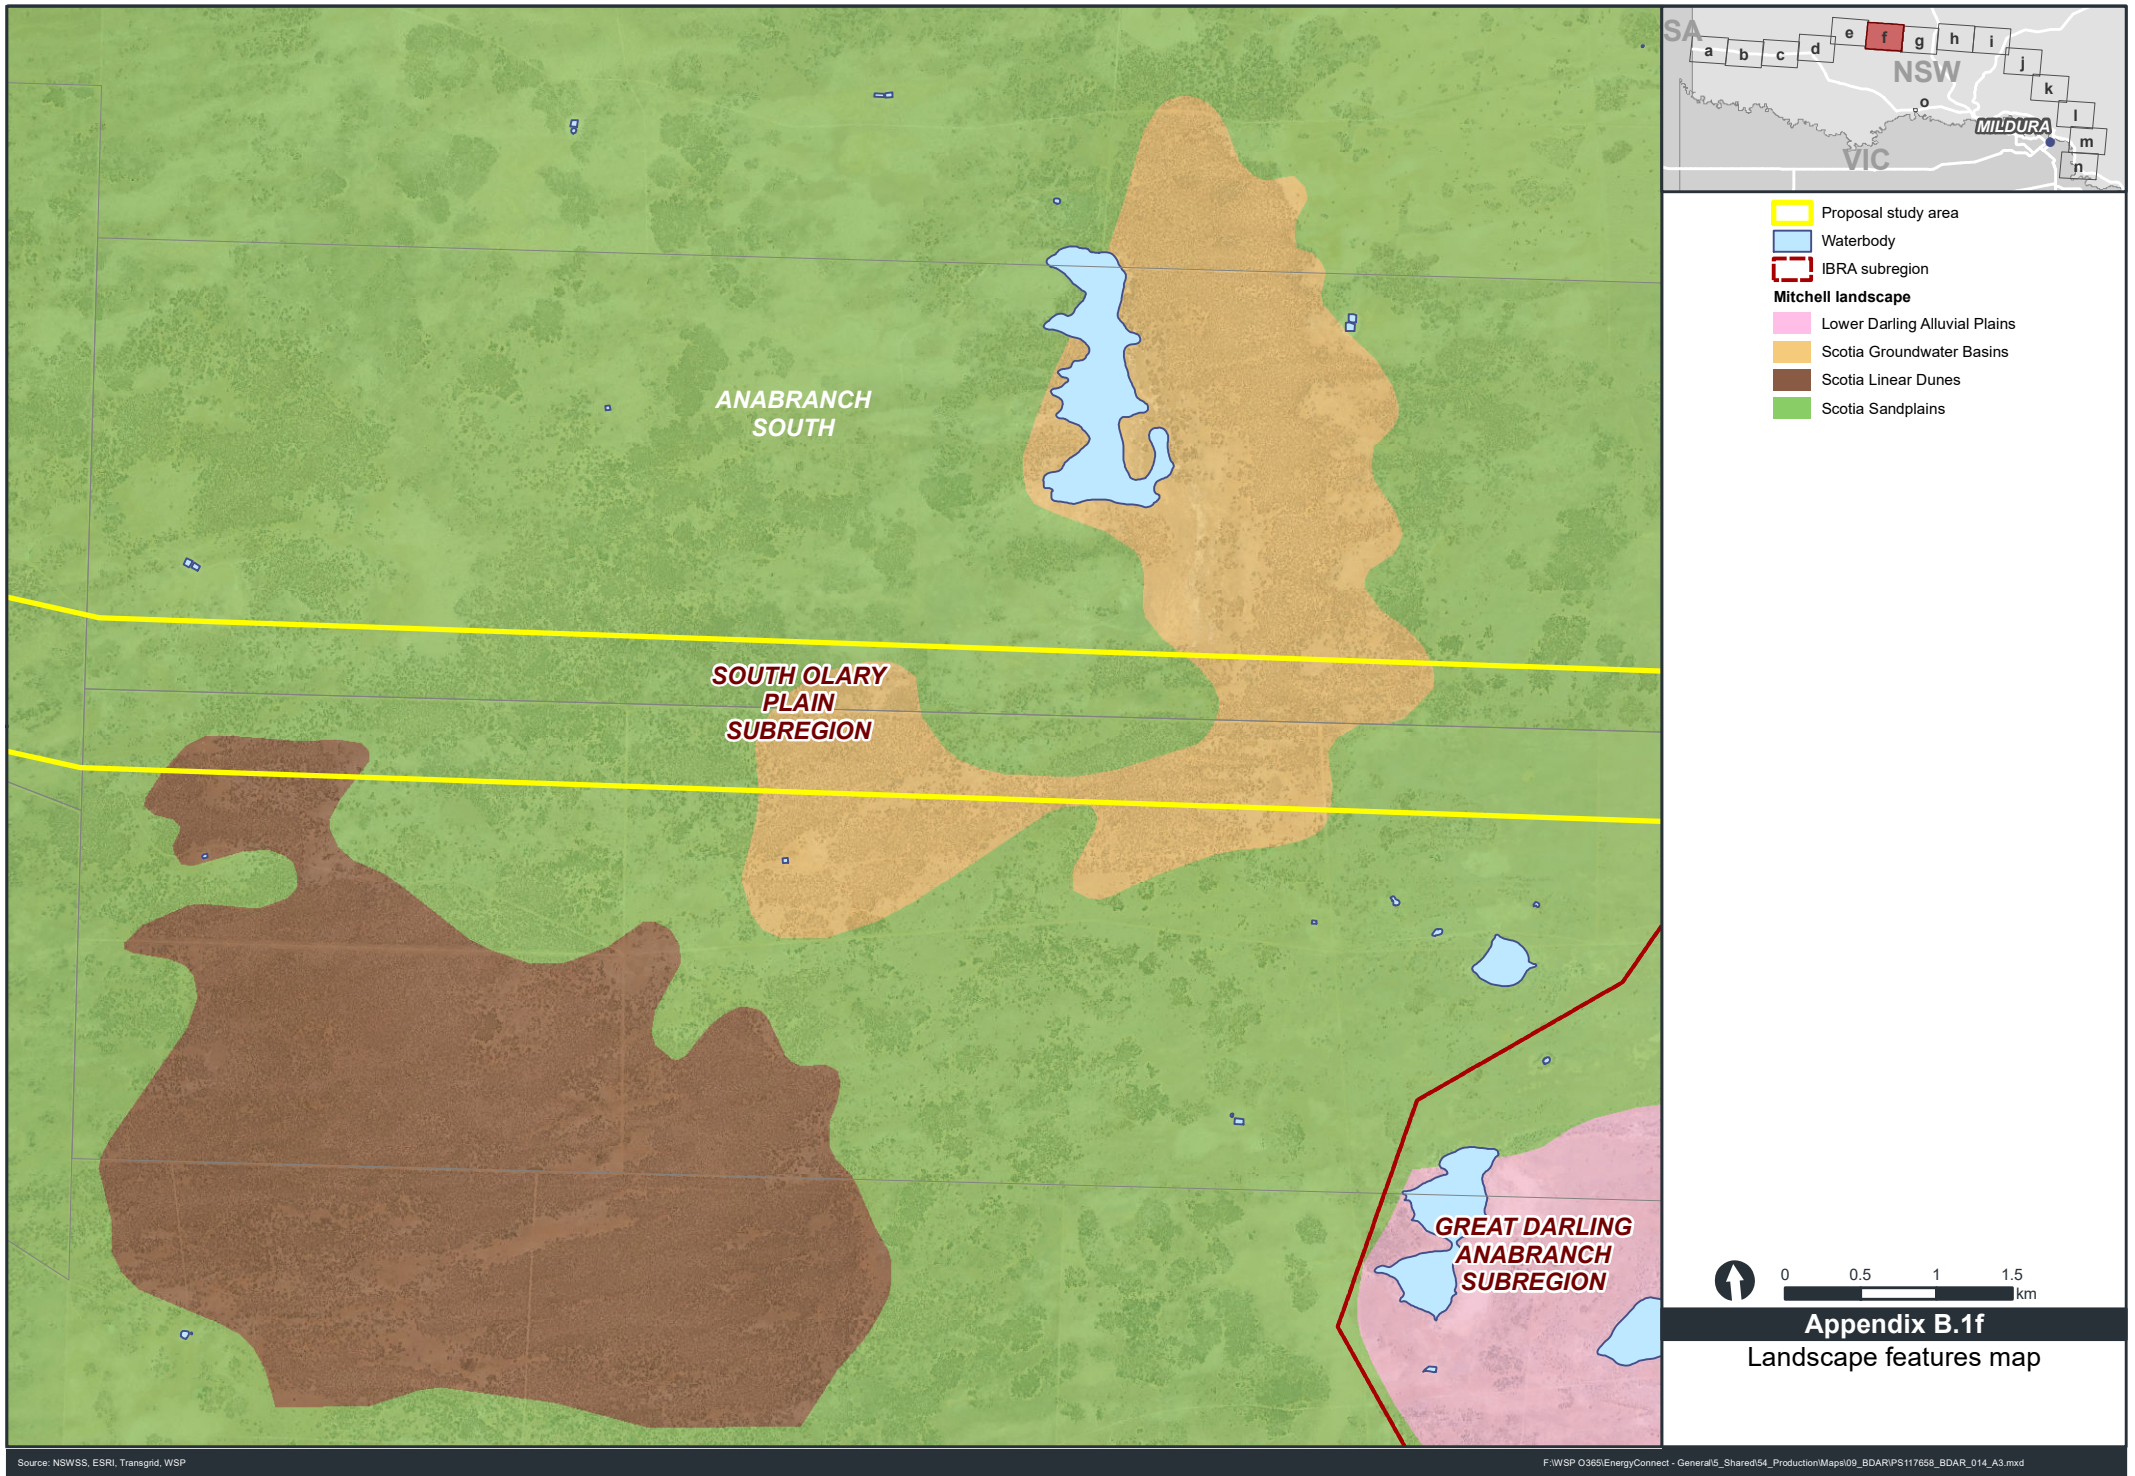 SA
a
b
c
d
e
f
g
h
i
j
k
l
m
n
o
NSW
MILDURA
VIC
Proposal study area
Waterbody
IBRA subregion
Mitchell landscape
Lower Darling Alluvial Plains
Scotia Groundwater Basins
Scotia Linear Dunes
Scotia Sandplains
ANABRANCH
SOUTH
SOUTH OLARY
PLAIN
SUBREGION
GREAT DARLING
ANABRANCH
SUBREGION
0 0.5 1 1.5
km
Appendix B.1f
Landscape features map
Source: NSWSS, ESRI, Transgrid, WSP
F:\WSP O365\EnergyConnect - General\5_Shared\54_Production\Maps\09_BDAR\PS117658_BDAR_014_A3.mxd